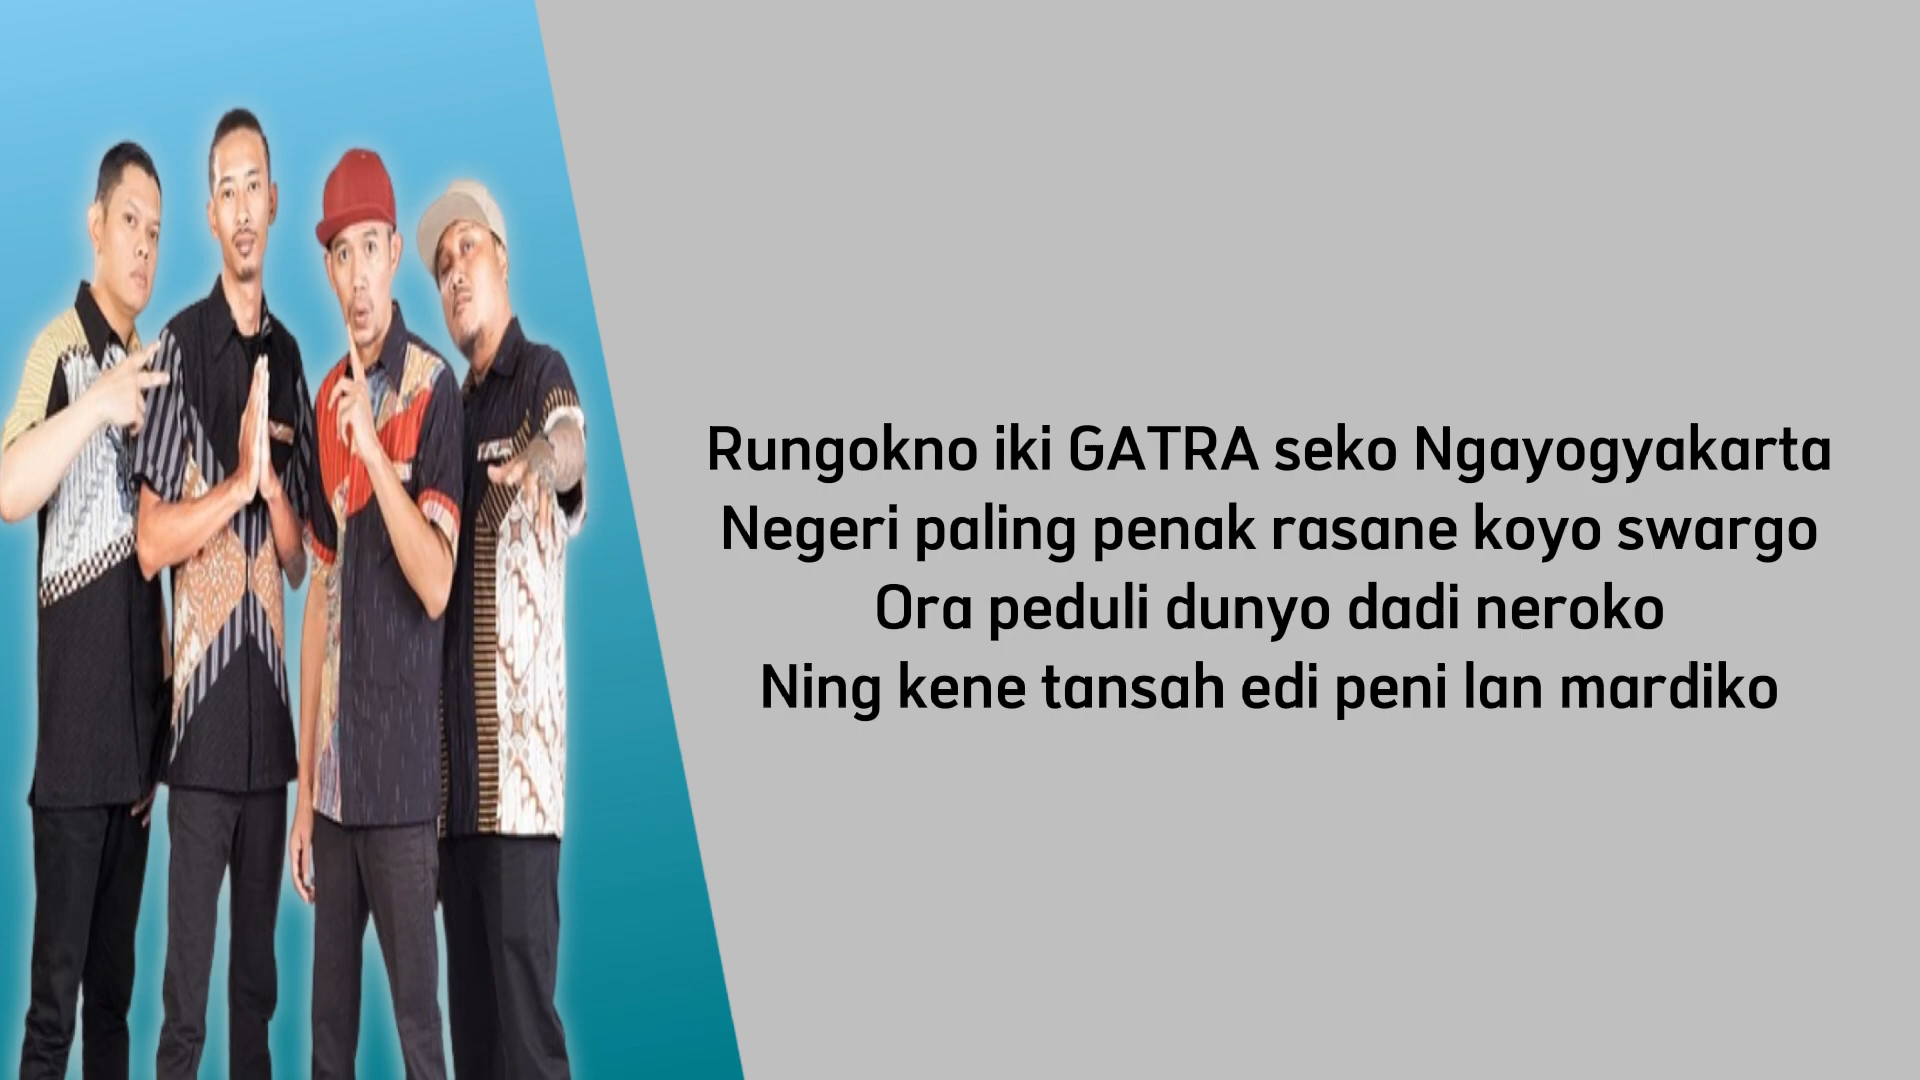 Rungokno iki GATRA seko Ngayogyakarta
Negeri paling penak rasane koyo swargo
Ora peduli dunyo dadi neroko
Ning kene tansah edi peni lan mardiko